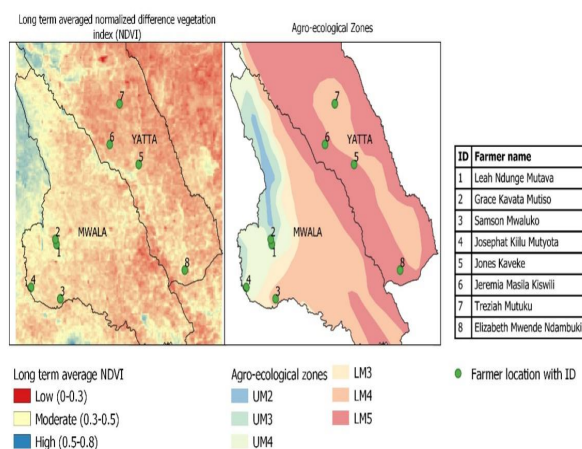 Long term averaged normalized difference vegetation
index (NDVI)
Agro-ecological Zones
7
6
YATTA
5
2
MWALA
1
8
4
3
7
6
YATTA
5
2
MWALA
1
8
4
3
ID Farmer name
1 Leah Ndunge Mutava
2 Grace Kavata Mutiso
3 Samson Mwaluko
4 Josephat Kiilu Mutyota
5 Jones Kaveke
6 Jeremia Masila Kiswili
7 Treziah Mutuku
8 Elizabeth Mwende Ndambuki
Long term average NDVI
Low (0-0.3)
Moderate (0.3-0.5)
High (0.5-0.8)
Agro-ecological zones
UM2
UM3
UM4
LM3
LM4
LM5
Farmer location with ID